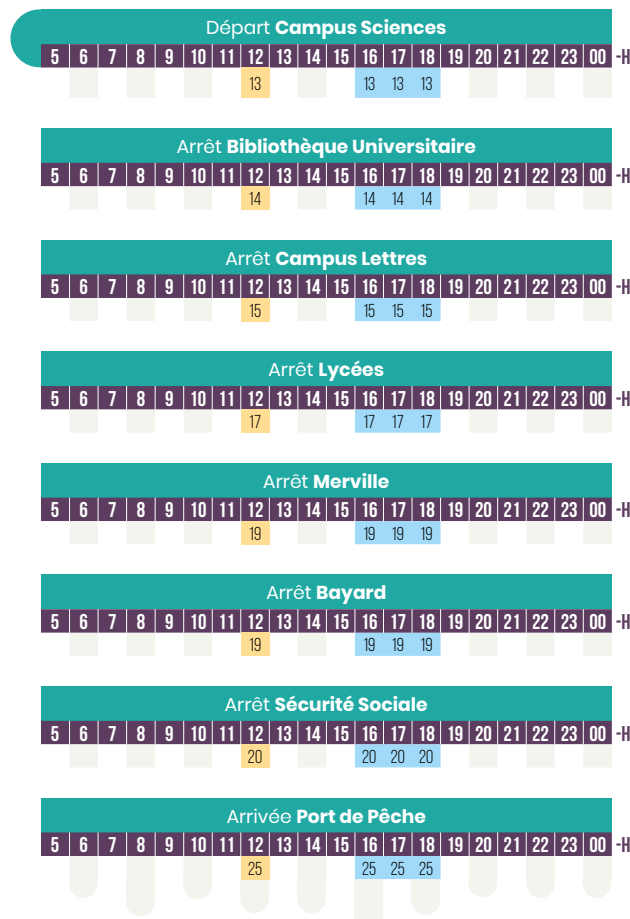 Départ Campus Sciences
5 6 7 8 9 10 11 12 13 14 15 16 17 18 19 20 21 22 23 00 -H
13 13 13 13
Arrêt Bibliothèque Universitaire
5 6 7 8 9 10 11 12 13 14 15 16 17 18 19 20 21 22 23 00 -H
14 14 14 14
Arrêt Campus Lettres
5 6 7 8 9 10 11 12 13 14 15 16 17 18 19 20 21 22 23 00 -H
15 15 15 15
Arrêt Lycées
5 6 7 8 9 10 11 12 13 14 15 16 17 18 19 20 21 22 23 00 -H
17 17 17 17
Arrêt Merville
5 6 7 8 9 10 11 12 13 14 15 16 17 18 19 20 21 22 23 00 -H
19 19 19 19
Arrêt Bayard
5 6 7 8 9 10 11 12 13 14 15 16 17 18 19 20 21 22 23 00 -H
19 19 19 19
Arrêt Sécurité Sociale
5 6 7 8 9 10 11 12 13 14 15 16 17 18 19 20 21 22 23 00 -H
20 20 20 20
Arrivée Port de Pêche
5 6 7 8 9 10 11 12 13 14 15 16 17 18 19 20 21 22 23 00 -H
25 25 25 25